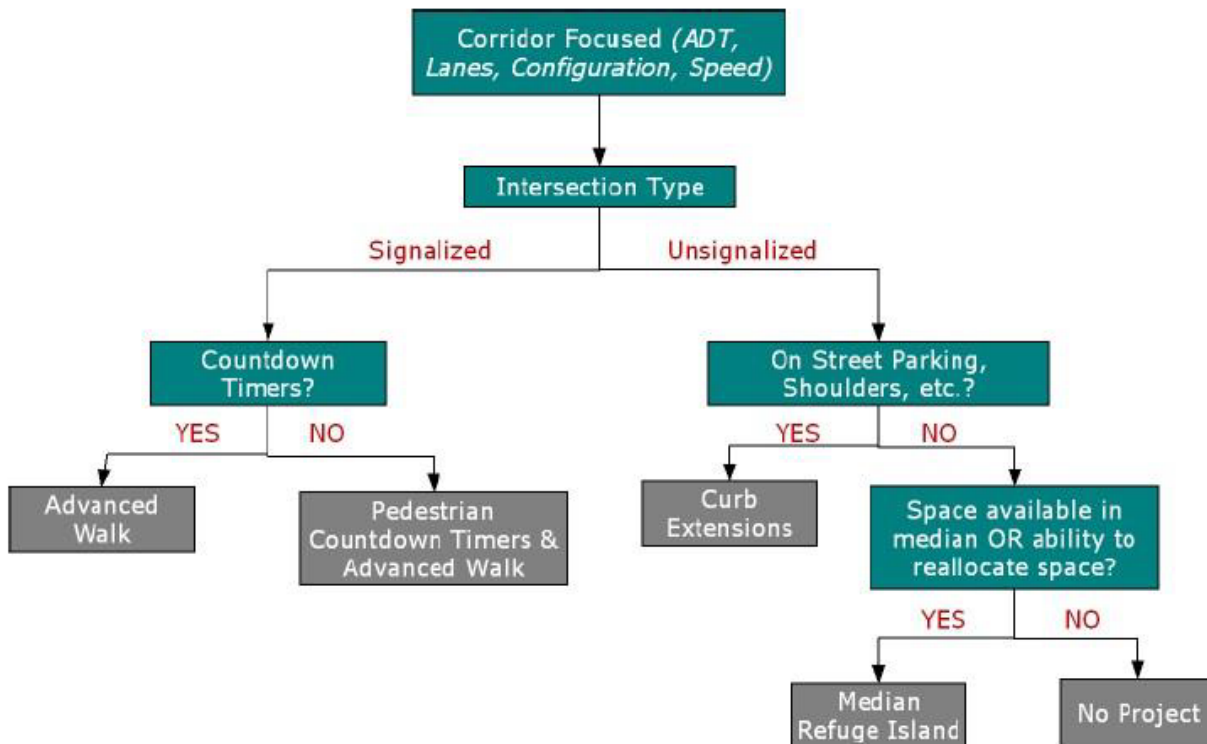 Corridor Focused (ADT,
Lanes, Configuration, Speed)
Intersection Type
Signalized
Unsignalized
Countdown
Timers?
On Street Parking,
Shoulders, etc.?
YES
NO
YES
NO
Advanced
Walk
Pedestrian
Countdown Timers &
Advanced Walk
Curb
Extensions
Space available in
median OR ability to
reallocate space?
YES
NO
Median
Refuge Island
No Project